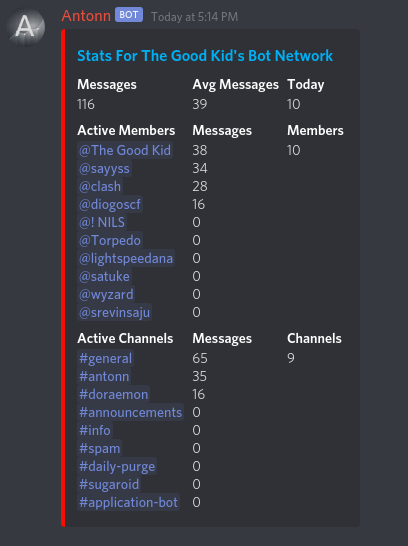 A
Antonn BOT Today at 5:14 PM
Stats For The Good Kid's Bot Network
Messages Avg Messages Today
116 39 10
Active Members Messages Members
@The Good Kid 38 10
@sayyss 34
@clash 28
@diogoscf 16
@! NILS 0
@Torpedo 0
@lightspeedana 0
@satuke 0
@wyzard 0
@srevinsaju 0
Active Channels Messages Channels
#general 65 9
#antonn 35
#doraemon 16
#announcements 0
#info 0
#spam 0
#daily-purge 0
#sugaroid 0
#application-bot 0